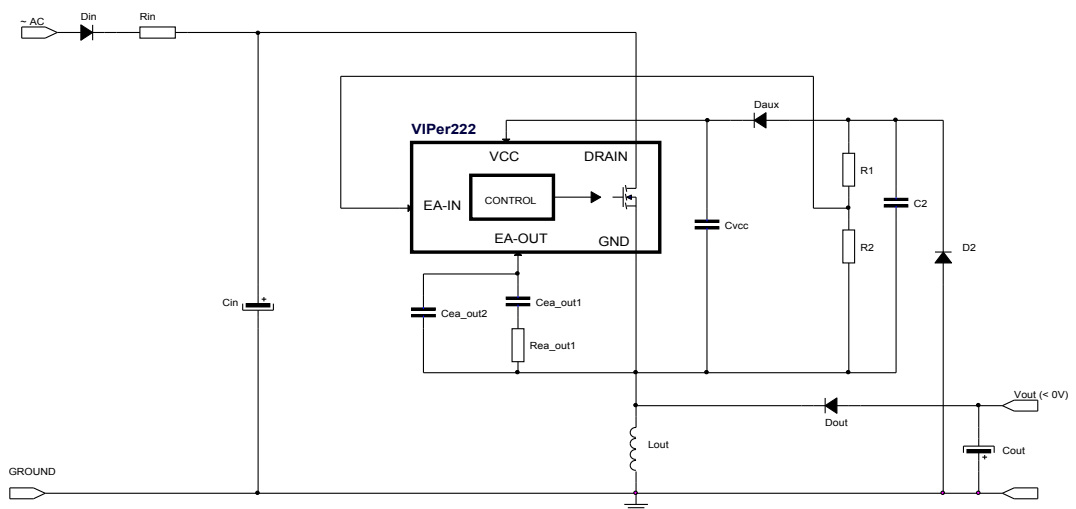 ~ AC
Din
Rin
Daux
VIPer222
VCC
DRAIN
R1
EA-IN
CONTROL
C2
EA-OUT
GND
Cvcc
R2
D2
Cin
+
Cea_out2
Cea_out1
Rea_out1
Vout (< 0V)
Dout
Lout
Cout
+
GROUND